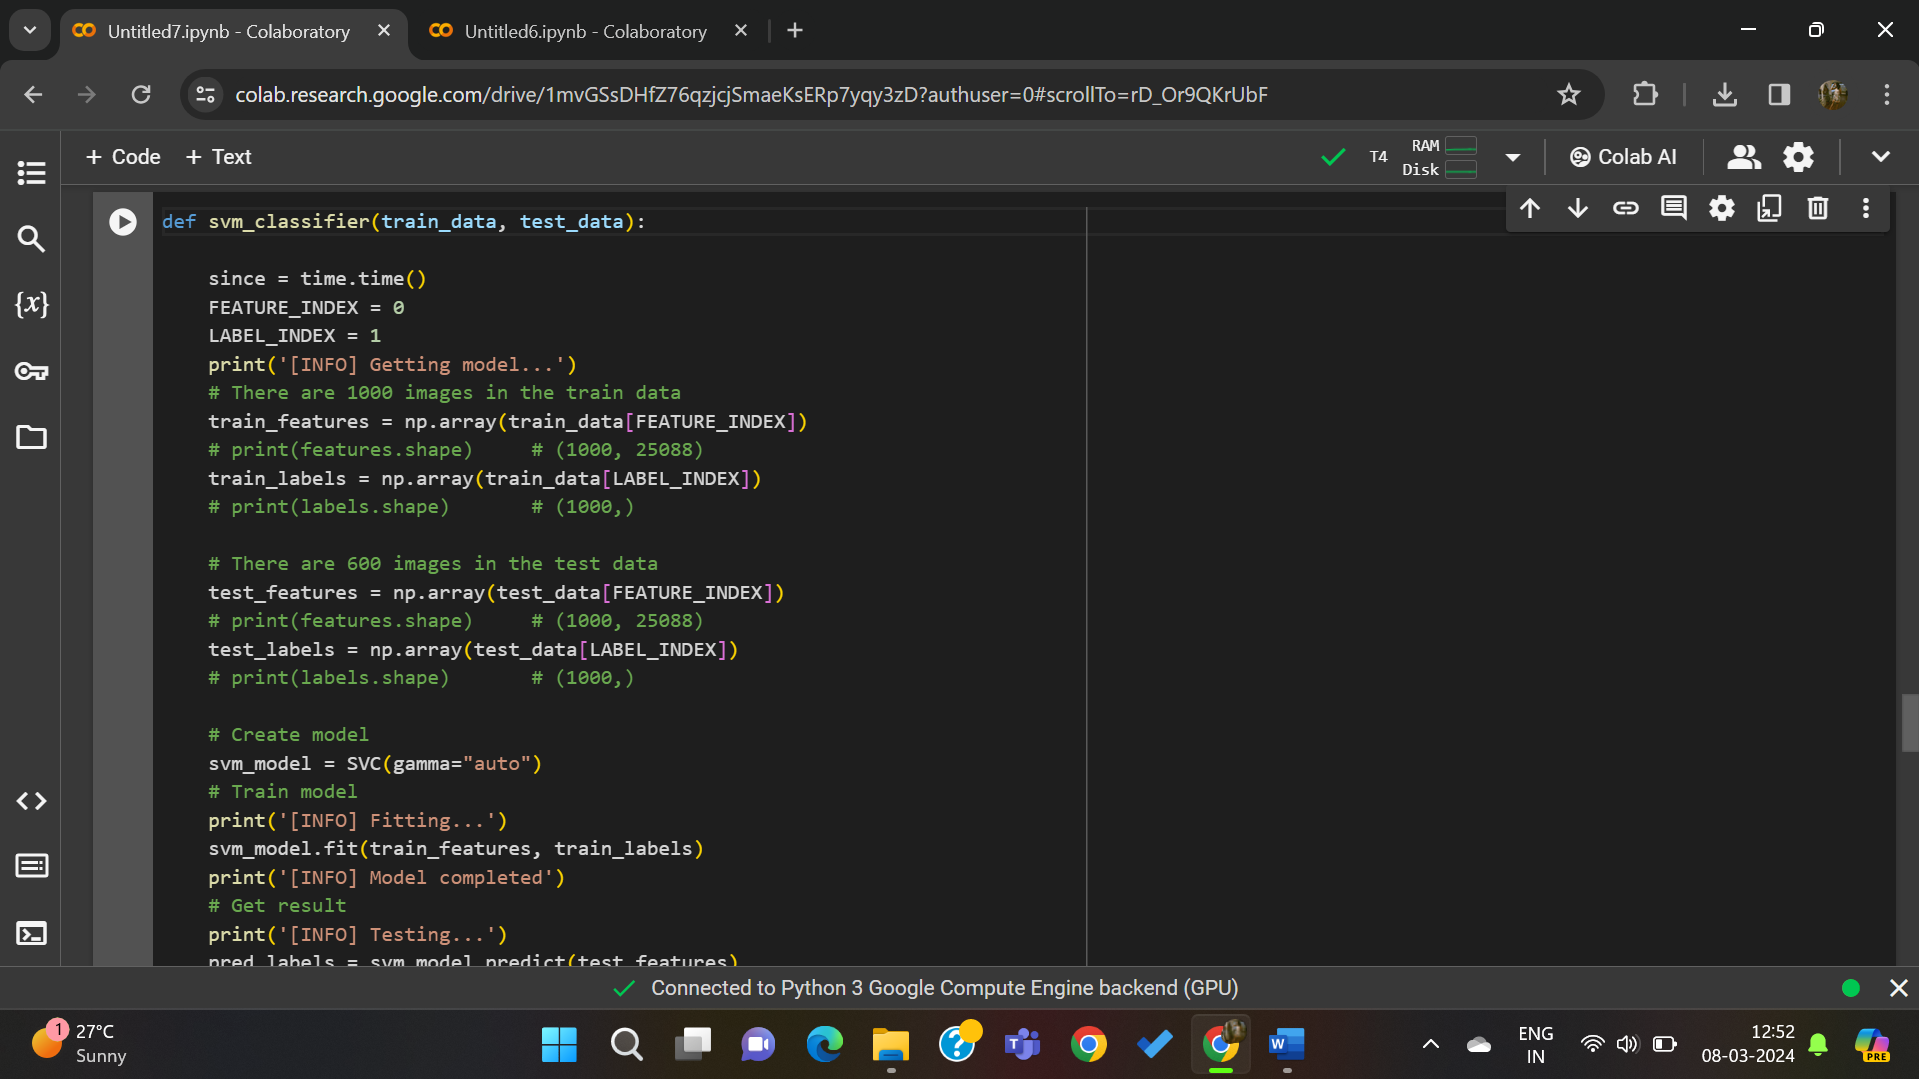 Untitled7.ipynb - Colaboratory
Untitled6.ipynb - Colaboratory
colab.research.google.com/drive/1mvGSsDHfZ76qzjcjSmaeKsERp7yqy3zD?authuser=0#scrollTo=rD_Or9QKrUbF
+ Code + Text
T4
RAM
Disk
Colab AI
{x}
def svm_classifier(train_data, test_data):
since = time.time()
FEATURE_INDEX = 0
LABEL_INDEX = 1
print('[INFO] Getting model...')
# There are 1000 images in the train data
train_features = np.array(train_data[FEATURE_INDEX])
# print(features.shape) # (1000, 25088)
train_labels = np.array(train_data[LABEL_INDEX])
# print(labels.shape) # (1000,)
# There are 600 images in the test data
test_features = np.array(test_data[FEATURE_INDEX])
# print(features.shape) # (1000, 25088)
test_labels = np.array(test_data[LABEL_INDEX])
# print(labels.shape) # (1000,)
# Create model
svm_model = SVC(gamma="auto")
# Train model
print('[INFO] Fitting...')
svm_model.fit(train_features, train_labels)
print('[INFO] Model completed')
# Get result
print('[INFO] Testing...')
pred_labels = svm_model.predict(test_features)
Connected to Python 3 Google Compute Engine backend (GPU)
1
27°C
Sunny
ENG
IN
12:52
08-03-2024
PRE